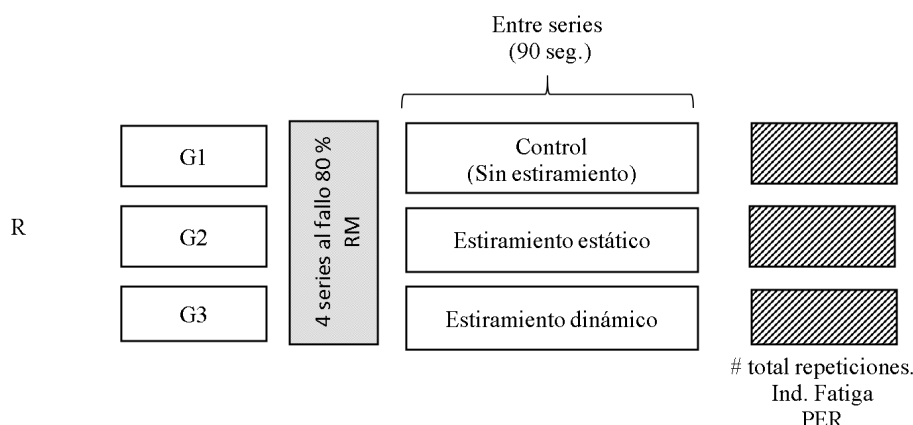 Entre series
(90 seg.)
R
G1
G2
G3
4 series al fallo 80 %
RM
Control
(Sin estiramiento)
Estiramiento estático
Estiramiento dinámico
# total repeticiones.
Ind. Fatiga
PER